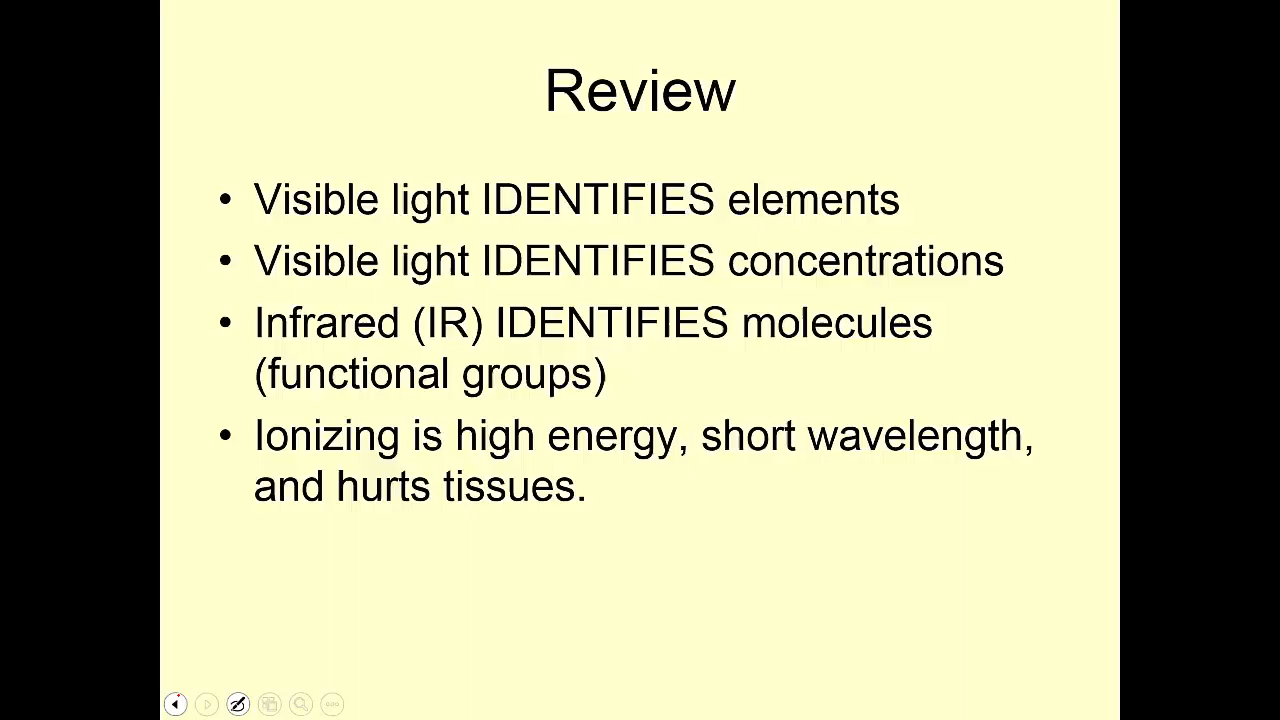 Review
• Visible light IDENTIFIES elements
• Visible light IDENTIFIES concentrations
• Infrared (IR) IDENTIFIES molecules
(functional groups)
• Ionizing is high energy, short wavelength,
and hurts tissues.